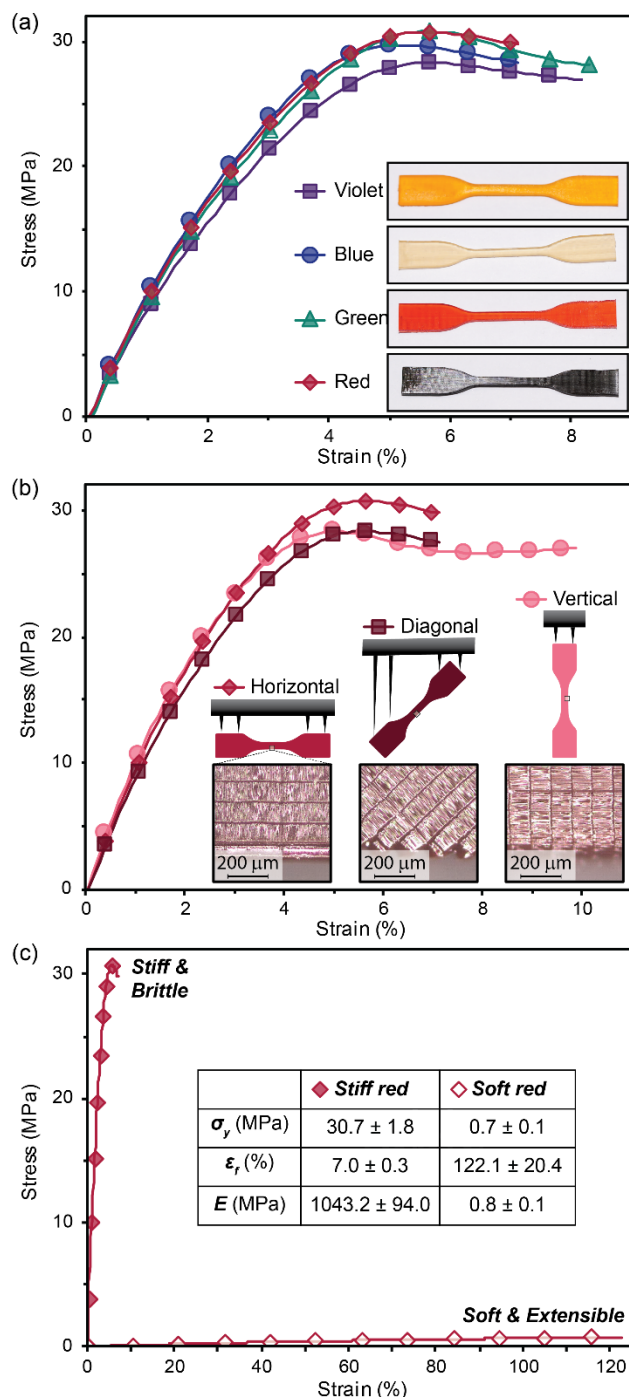 (a)
30
20
10
0
Stress (MPa)
Violet
Blue
Green
Red
0 2 4 6 8
Strain (%)
(b)
30
20
10
0
Stress (MPa)
Vertical
Diagonal
Horizontal
200 μm
200 μm
200 μm
0 2 4 6 8 10
Strain (%)
(c)
30
20
10
0
Stress (MPa)
Stiff &
Brittle
Stiff red Soft red
σy (MPa) 30.7 ± 1.8 0.7 ± 0.1
εf (%) 7.0 ± 0.3 122.1 ± 20.4
E (MPa) 1043.2 ± 94.0 0.8 ± 0.1
Soft & Extensible
0 20 40 60 80 100 120
Strain (%)